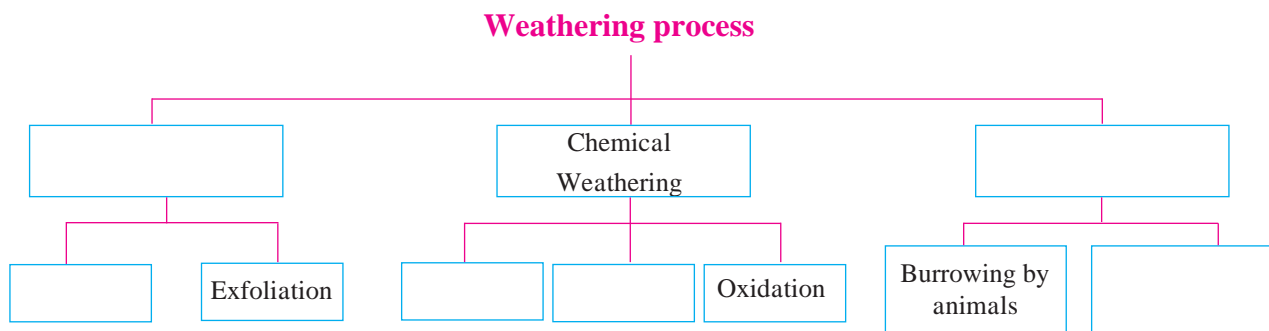 Weathering process
Chemical
Weathering
Exfoliation
Oxidation
Burrowing by
animals